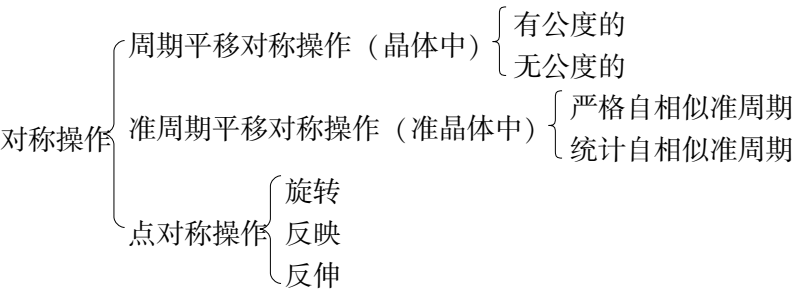 对称操作
周期平移对称操作（晶体中）
有公度的
无公度的
准周期平移对称操作（准晶体中）
严格自相似准周期
统计自相似准周期
点对称操作
旋转
反映
反伸